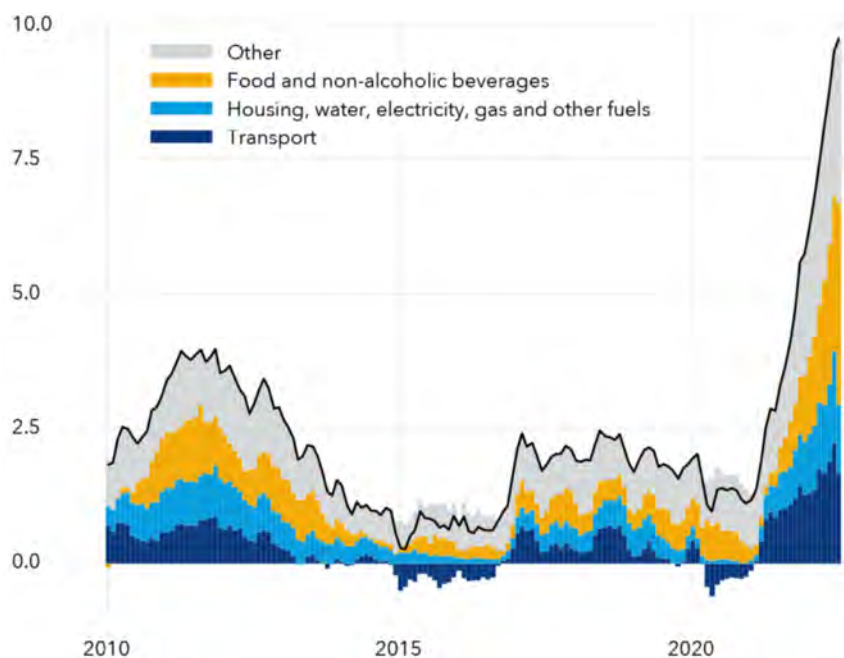 10.0
Other
Food and non-alcoholic beverages
Housing, water, electricity, gas and other fuels
Transport
7.5
5.0
2.5
0.0
2010 2015 2020